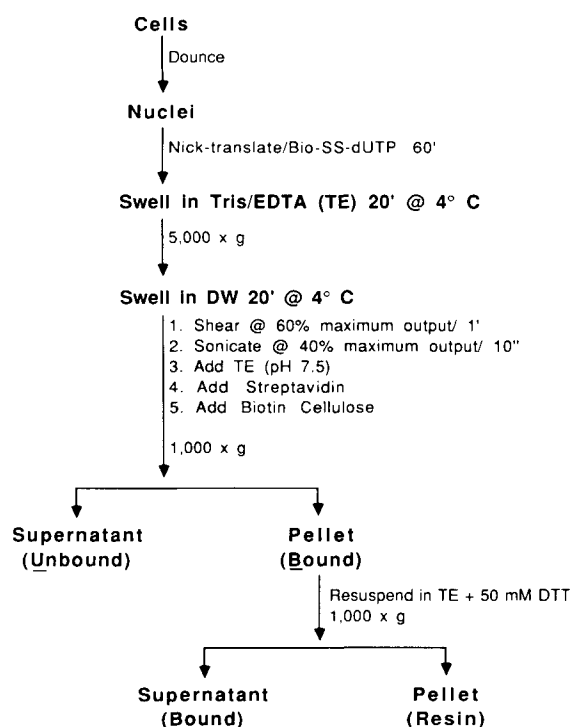 Cells
Dounce
Nuclei
Nick-translate/Bio-SS-dUTP 60'
Swell in Tris/EDTA (TE) 20' @ 4° C
5,000 x g
Swell in DW 20' @ 4° C
1. Shear @ 60% maximum output/ 1'
2. Sonicate @ 40% maximum output/ 10"
3. Add TE (pH 7.5)
4. Add Streptavidin
5. Add Biotin Cellulose
1,000 x g
Supernatant
(Unbound)
Pellet
(Bound)
Resuspend in TE + 50 mM DTT
1,000 x g
Supernatant
(Bound)
Pellet
(Resin)